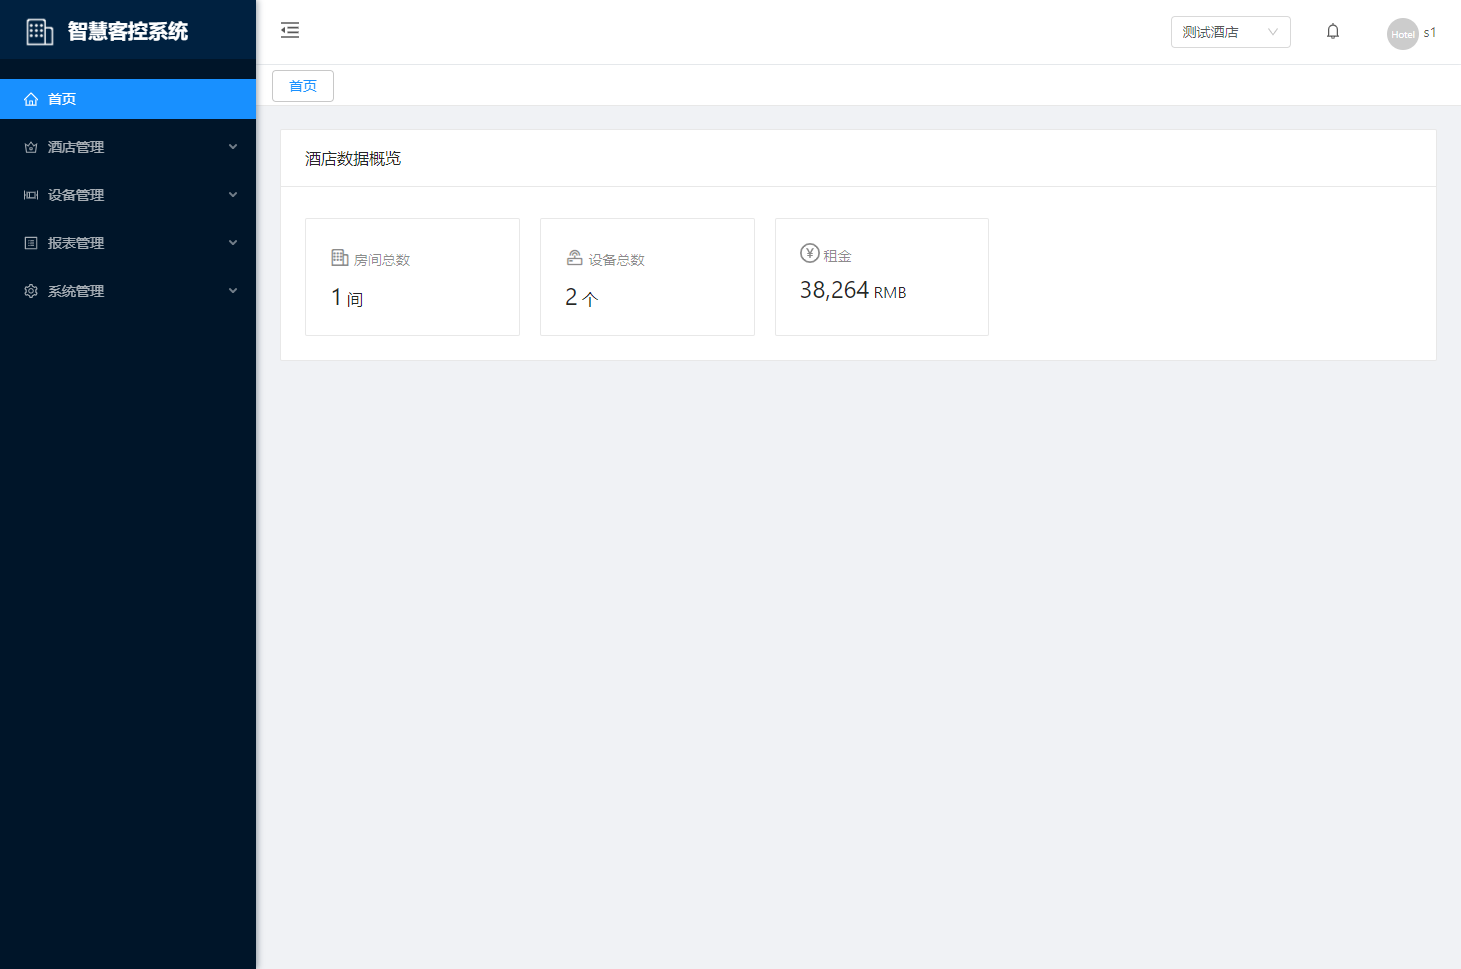 智慧客控系统
测试酒店
Hotel s1
首页
首页
酒店管理
设备管理
报表管理
系统管理
酒店数据概览
房间总数
1 间
设备总数
2 个
租金
38,264 RMB